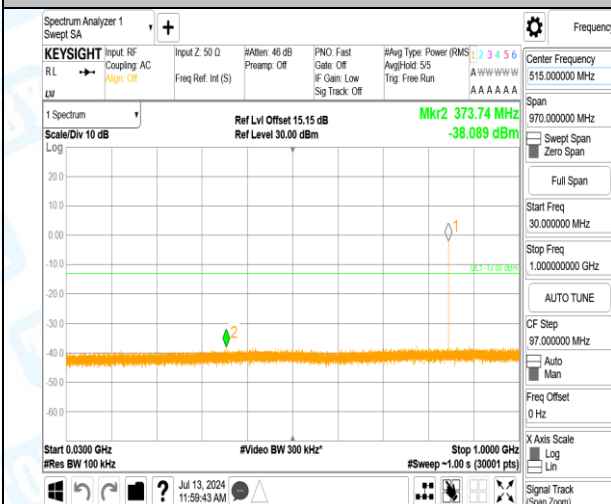 Spectrum Analyzer 1
Swept SA
Frequency
KEYSIGHT
RL
Input: RF
Coupling: AC
Align: Off
Input Z: 50 Ω
Freq Ref: Int (S)
#Atten: 46 dB
Preamp: Off
PNO: Fast
Gate: Off
IF Gain: Low
Sig Track: Off
#Avg Type: Power (RMS
Avg|Hold: 5/5
Trig: Free Run
1 2 3 4 5 6
A W W W W W
A A A A A A
1 Spectrum
Scale/Div 10 dB
Log
Ref Lvl Offset 15.15 dB
Ref Level 30.00 dBm
Mkr2 373.74 MHz
-38.089 dBm
20.0
10.0
0.00
-10.0
-20.0
-30.0
-40.0
-50.0
-60.0
1
2
DL1 -13.00 dBm
Start 0.0300 GHz
#Res BW 100 kHz
#Video BW 300 kHz*
Stop 1.0000 GHz
#Sweep ~1.00 s (30001 pts)
Jul 13, 2024
11:59:43 AM
Center Frequency
515.000000 MHz
Span
970.000000 MHz
Swept Span
Zero Span
Full Span
Start Freq
30.000000 MHz
Stop Freq
1.000000000 GHz
AUTO TUNE
CF Step
97.000000 MHz
Auto
Man
Freq Offset
0 Hz
X Axis Scale
Log
Lin
Signal Track
(Span Zoom)